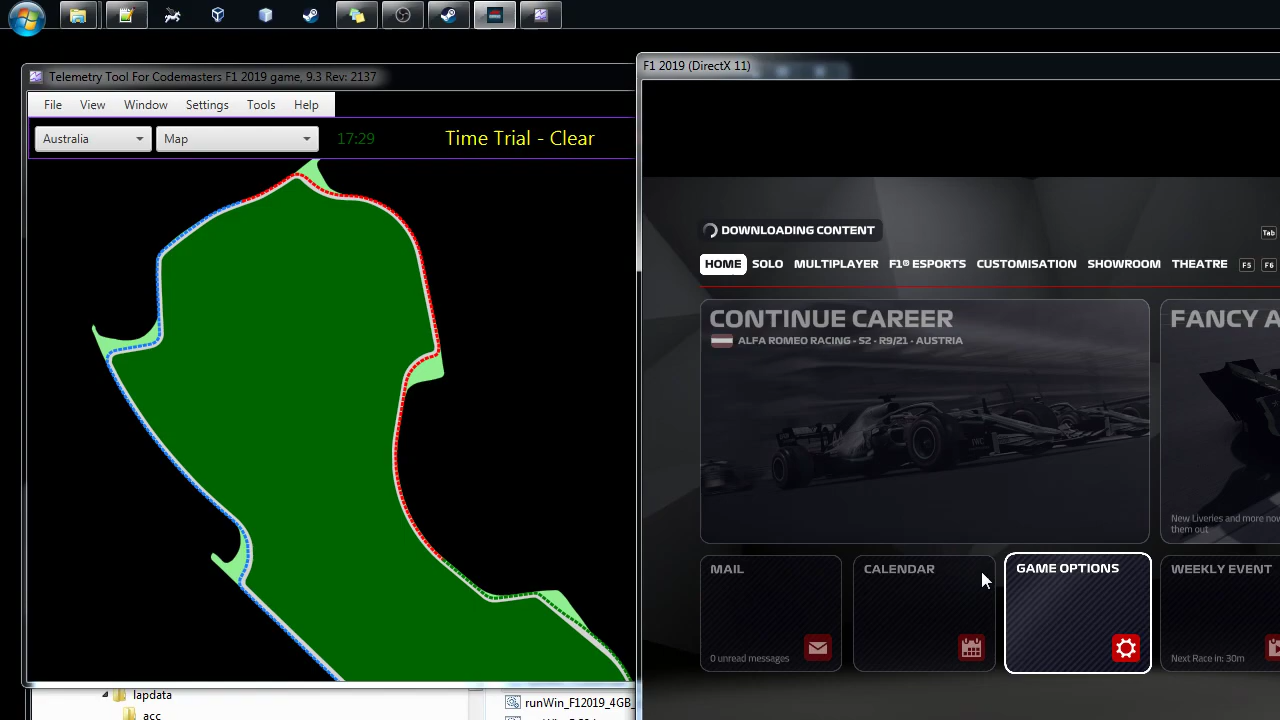 Telemetry Tool For Codemasters F1 2019 game, 9.3 Rev: 2137
File View Window Settings Tools Help
Australia Map 17:29 Time Trial - Clear
lapdata
acc
runWin_F12019_4GB_
F1 2019 (DirectX 11)
DOWNLOADING CONTENT
Tab
HOME SOLO MULTIPLAYER F1® ESPORTS CUSTOMISATION SHOWROOM THEATRE F5 F6
CONTINUE CAREER
ALFA ROMEO RACING - S2 - R9/21 - AUSTRIA
FANCY A
New Liveries and more now
them out
MAIL
0 unread messages
CALENDAR
GAME OPTIONS
WEEKLY EVENT
Next Race in: 30m